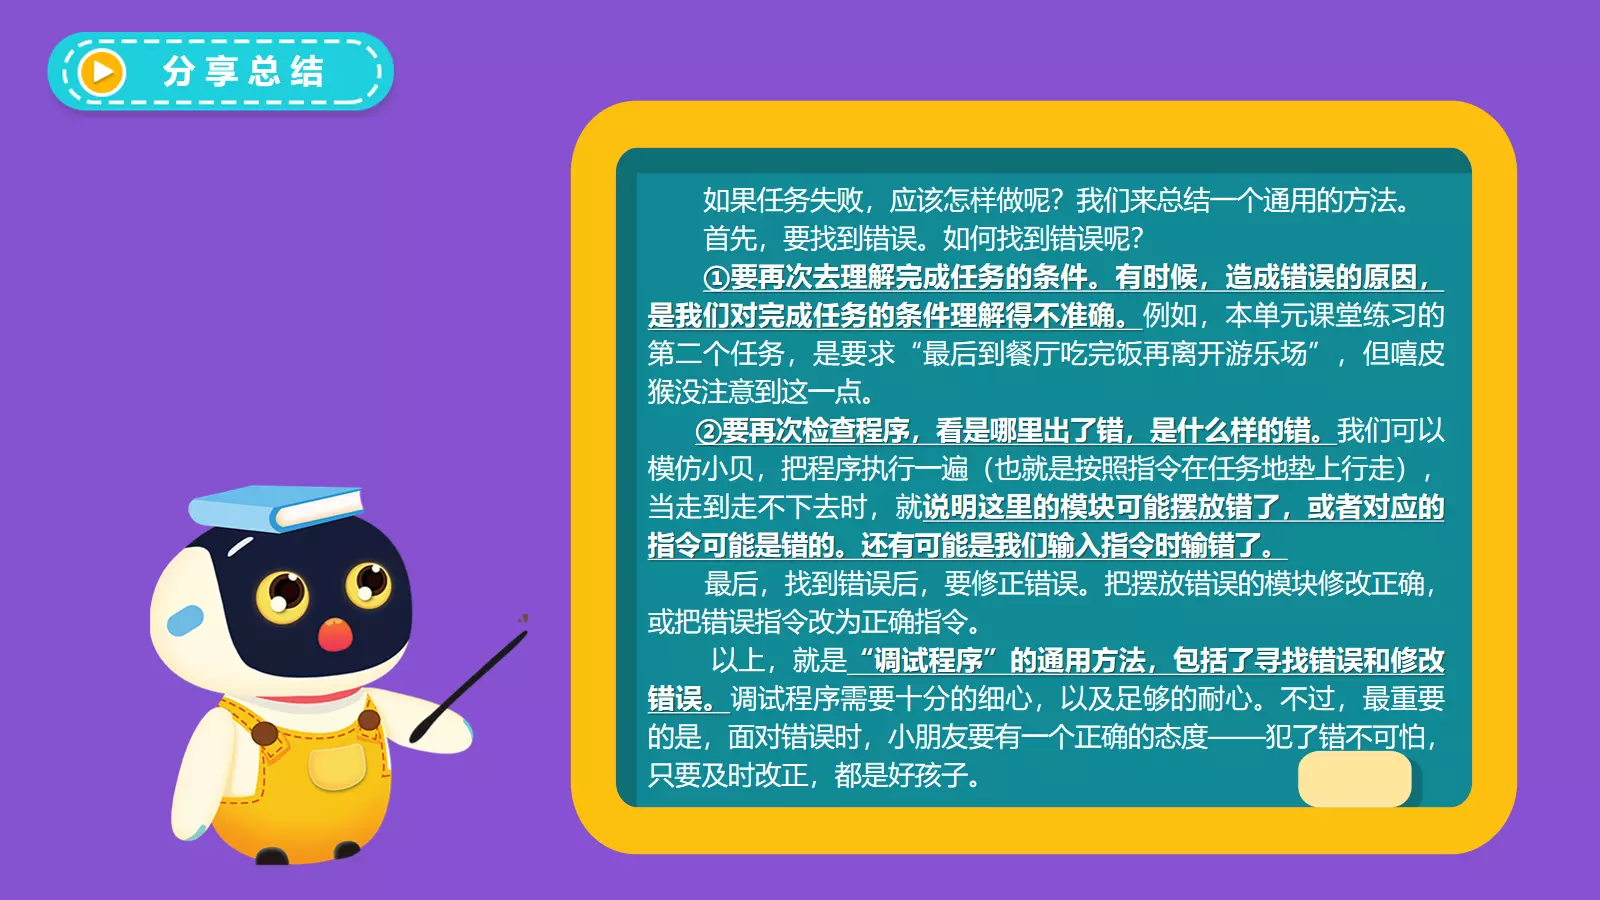 分享总结
如果任务失败，应该怎样做呢？我们来总结一个通用的方法。
首先，要找到错误。如何找到错误呢？
①要再次去理解完成任务的条件。有时候，造成错误的原因，
是我们对完成任务的条件理解得不准确。例如，本单元课堂练习的
第二个任务，是要求“最后到餐厅吃完饭再离开游乐场”，但嘻皮
猴没注意到这一点。
②要再次检查程序，看是哪里出了错，是什么样的错。我们可以
模仿小贝，把程序执行一遍（也就是按照指令在任务地垫上行走），
当走到走不下去时，就说明这里的模块可能摆放错了，或者对应的
指令可能是错的。还有可能是我们输入指令时输错了。
最后，找到错误后，要修正错误。把摆放错误的模块修改正确，
或把错误指令改为正确指令。
以上，就是“调试程序”的通用方法，包括了寻找错误和修改
错误。调试程序需要十分的细心，以及足够的耐心。不过，最重要
的是，面对错误时，小朋友要有一个正确的态度——犯了错不可怕，
只要及时改正，都是好孩子。